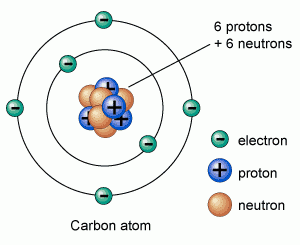 6 protons
+ 6 neutrons
electron
proton
neutron
Carbon atom